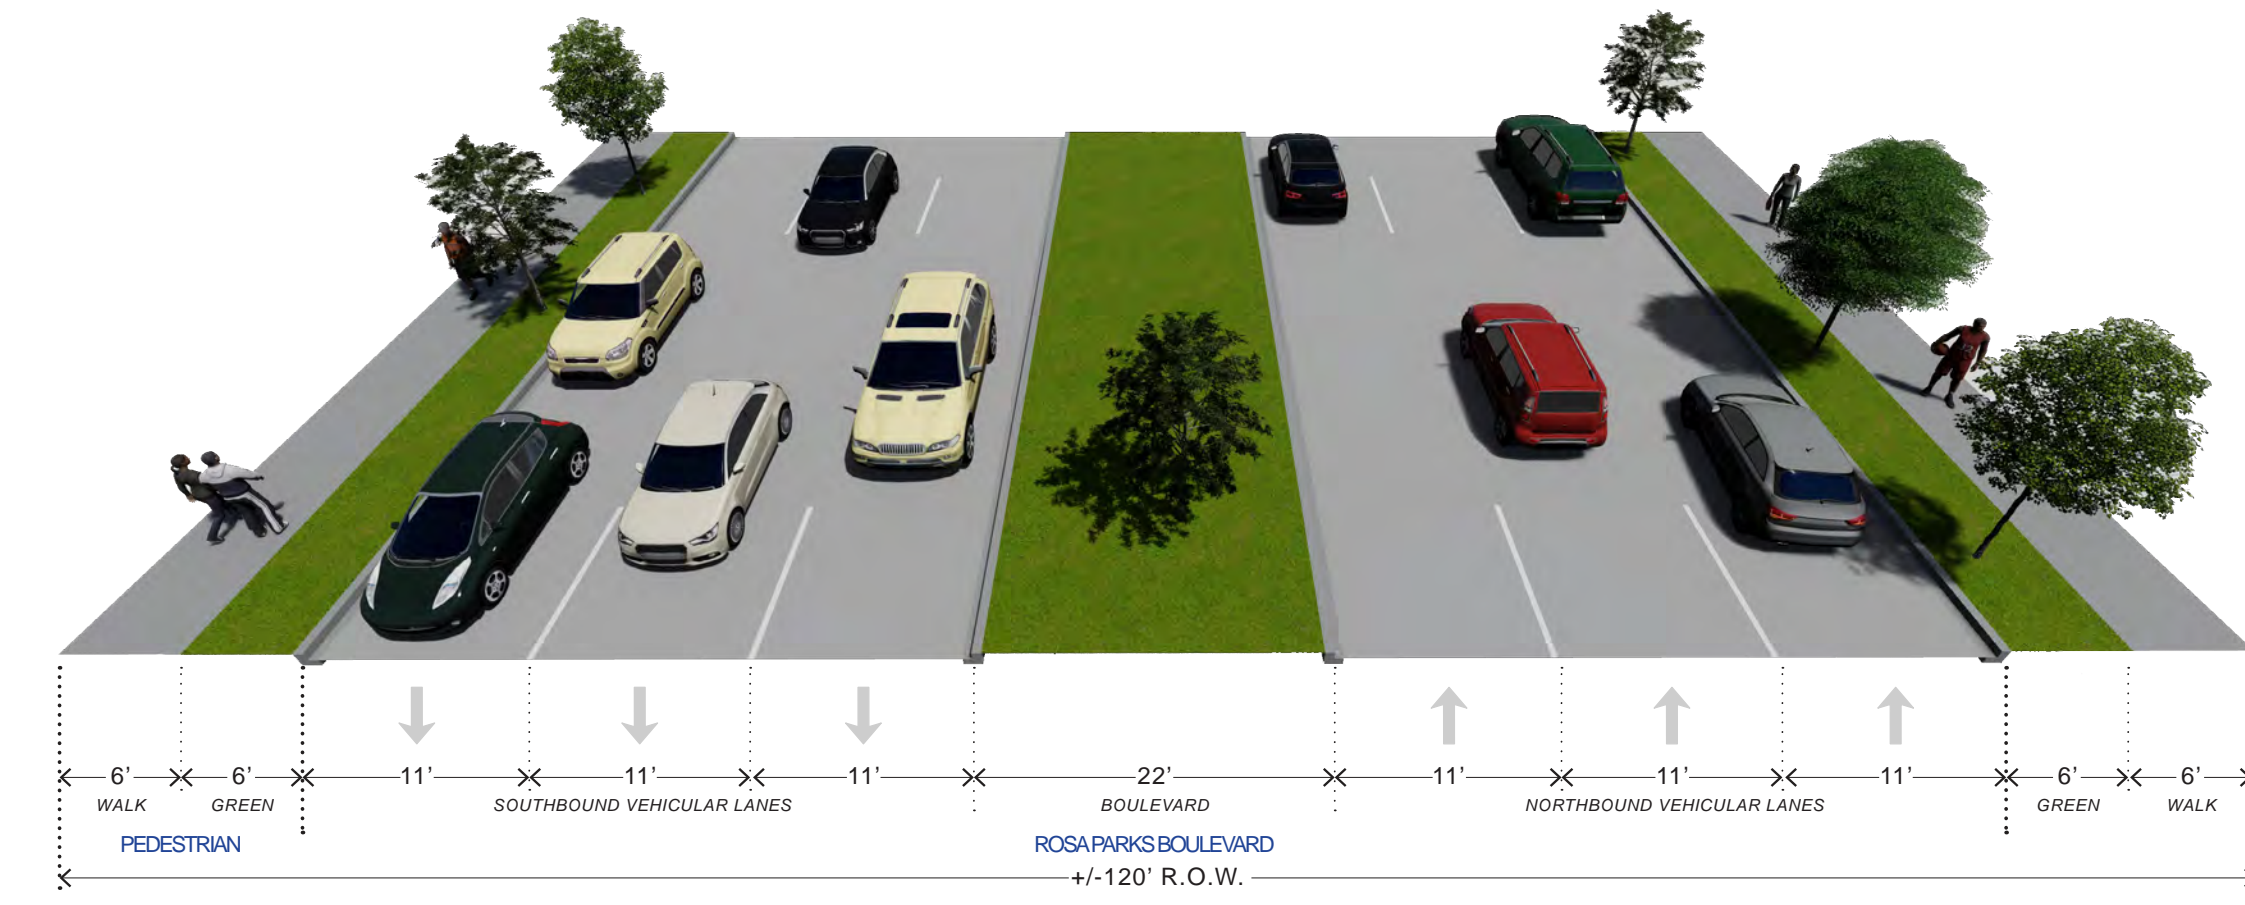 6’ 6’ 11’ 11’ 11’ 22’ 11’ 11’ 11’ 6’ 6’
WALK GREEN SOUTHBOUND VEHICULAR LANES BOULEVARD NORTHBOUND VEHICULAR LANES GREEN WALK
PEDESTRIAN ROSA PARKS BOULEVARD
+/-120’ R.O.W.